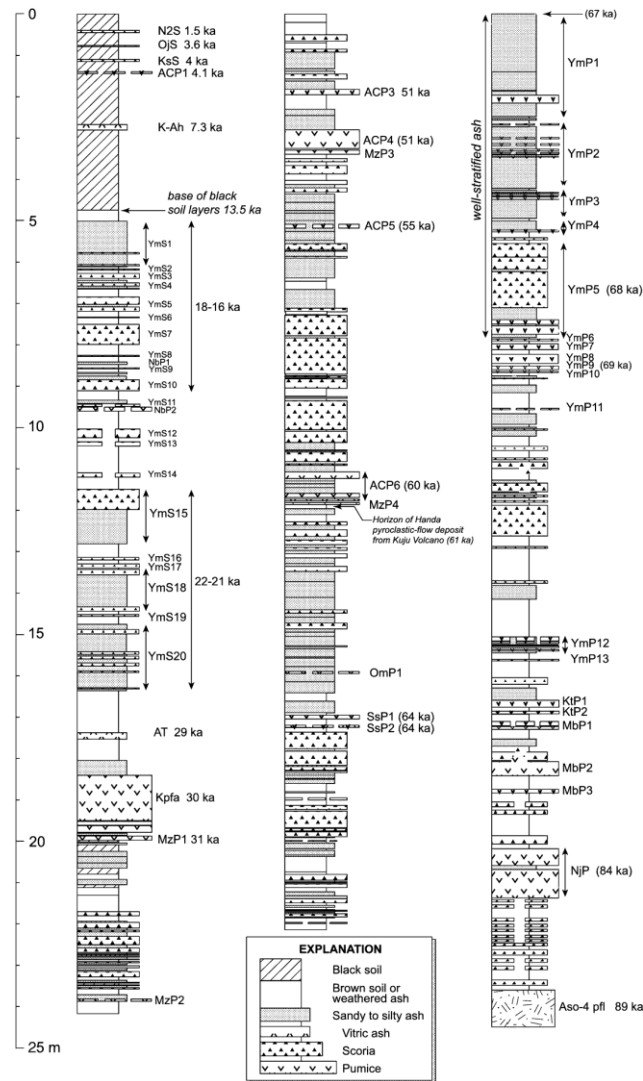 0
5
10
15
20
25 m
N2S 1.5 ka
OjS 3.6 ka
KsS 4 ka
ACP1 4.1 ka
K-Ah 7.3 ka
base of black
soil layers 13.5 ka
YmS1
YmS2
YmS3
YmS4
18-16 ka
YmS5
YmS6
YmS7
YmS8
NbP1
YmS9
YmS10
YmS11
NbP2
YmS12
YmS13
YmS14
YmS15
22-21 ka
YmS16
YmS17
YmS18
YmS19
YmS20
AT 29 ka
Kpfa 30 ka
MzP1 31 ka
MzP2
ACP3 51 ka
ACP4 (51 ka)
MzP3
ACP5 (55 ka)
ACP6 (60 ka)
MzP4
Horizon of Handa
pyroclastic-flow deposit
from Kuju Volcano (61 ka)
OmP1
SsP1 (64 ka)
SsP2 (64 ka)
well-stratified ash
(67 ka)
YmP1
YmP2
YmP3
YmP4
YmP5 (68 ka)
YmP6
YmP7
YmP8
YmP9 (69 ka)
YmP10
YmP11
YmP12
YmP13
KtP1
KtP2
MbP1
MbP2
MbP3
NjP (84 ka)
Aso-4 pfl 89 ka
EXPLANATION
Black soil
Brown soil or
weathered ash
Sandy to silty ash
Vitric ash
Scoria
Pumice